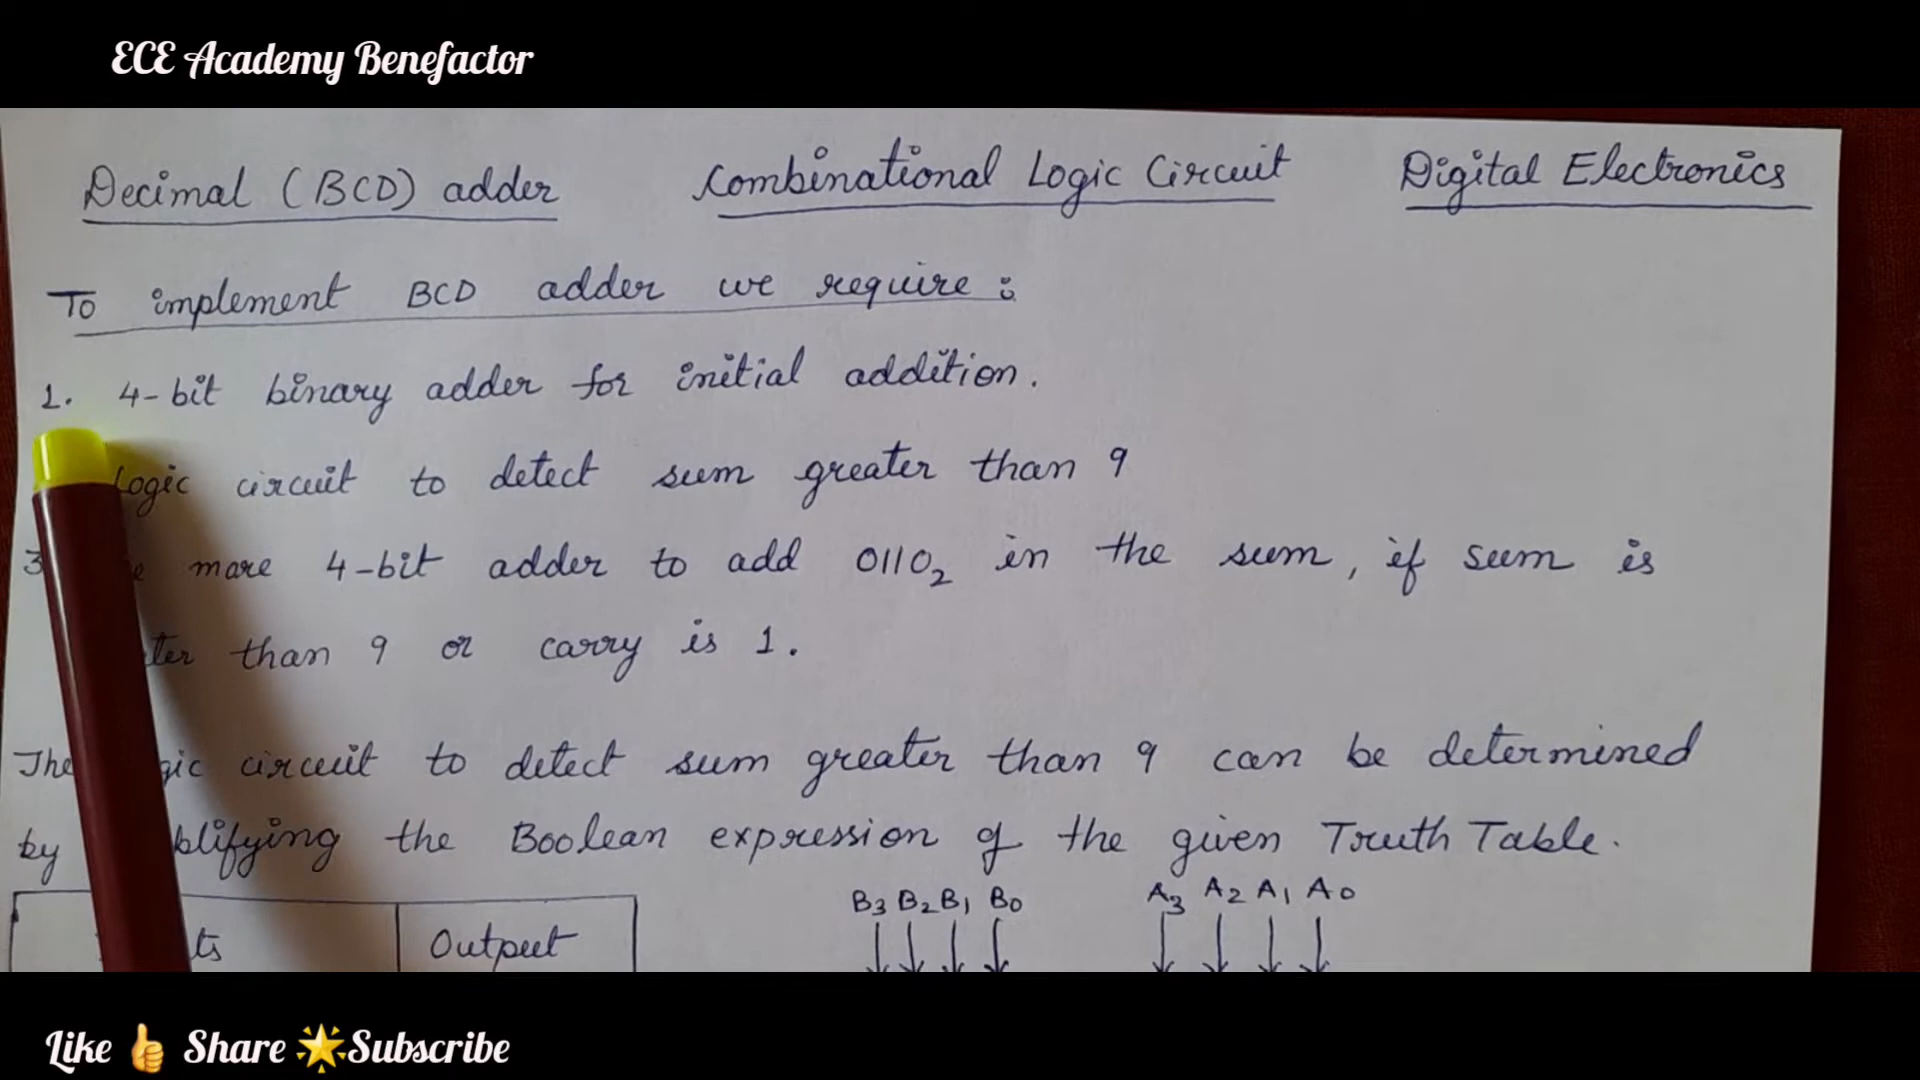 ECE Academy Benefactor
Decimal (BCD) adder Combinational Logic Circuit Digital Electronics
To implement BCD adder we require :
1. 4-bit binary adder for initial addition.
Logic circuit to detect sum greater than 9
3 more 4-bit adder to add 0110₂ in the sum, if sum is
than 9 or carry is 1.
The circuit to detect sum greater than 9 can be determined
by the Boolean expression of the given Truth Table.
B3 B2 B1 B0 A3 A2 A1 A0
Output
Like 👍 Share 🌟Subscribe